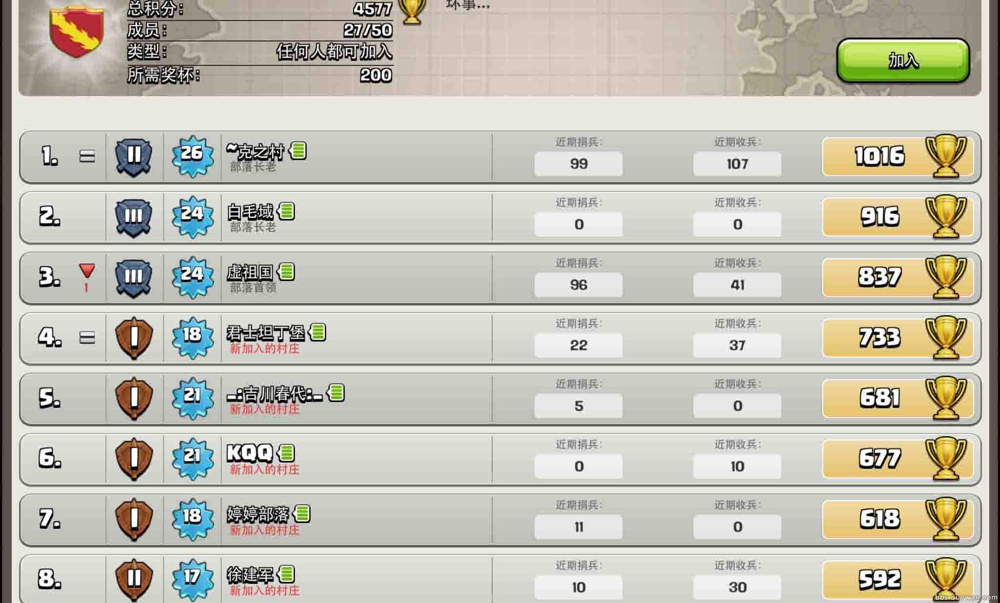 总积分: 4577
坏事...
成员: 27/50
类型: 任何人都可加入
所需奖杯: 200
加入
1. 26 ~克之村 近期捐兵: 近期收兵: 1016
部落长老 99 107
2. 24 白毛域 近期捐兵: 近期收兵: 916
部落长老 0 0
3. 24 虚祖国 近期捐兵: 近期收兵: 837
1 部落首领 96 41
4. 18 君士坦丁堡 近期捐兵: 近期收兵: 733
新加入的村庄 22 37
5. 21 _:吉川春代:_ 近期捐兵: 近期收兵: 681
新加入的村庄 5 0
6. 21 KQQ 近期捐兵: 近期收兵: 677
新加入的村庄 0 10
7. 18 婷婷部落 近期捐兵: 近期收兵: 618
新加入的村庄 11 0
8. 17 徐建军 近期捐兵: 近期收兵: 592
新加入的村庄 10 30
bbs.duowan.com